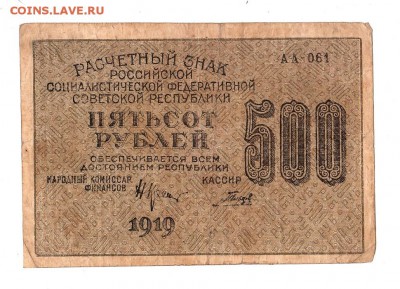 COINS.LAVE.RU
РАСЧЕТНЫЙ ЗНАК
РОССИЙСКОЙ
СОЦИАЛИСТИЧЕСКОЙ ФЕДЕРАТИВНОЙ
СОВЕТСКОЙ РЕСПУБЛИКИ
АА-061
ПЯТЬСОТ
РУБЛЕЙ
500
ОБЕСПЕЧИВАЕТСЯ ВСЕМ
ДОСТОЯНИЕМ РЕСПУБЛИКИ
НАРОДНЫЙ КОМИССАР
ФИНАНСОВ
КАССИР
1919